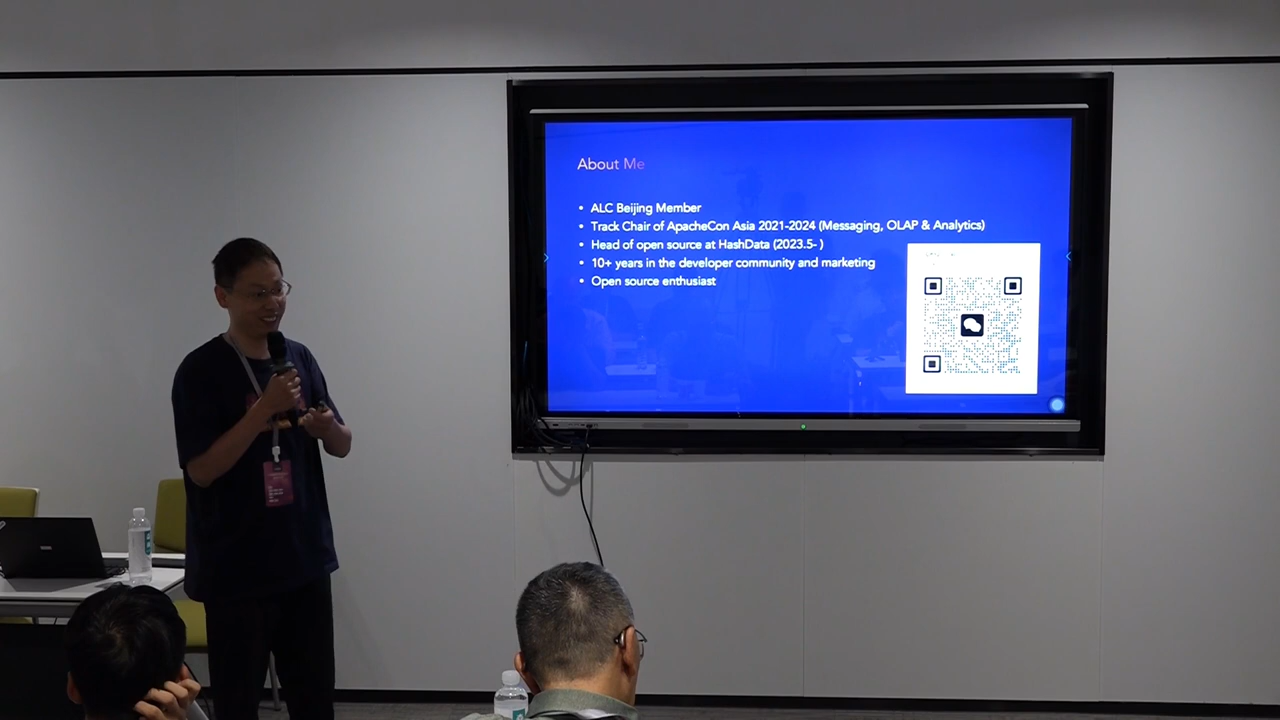 About Me
• ALC Beijing Member
• Track Chair of ApacheCon Asia 2021-2024 (Messaging, OLAP & Analytics)
• Head of open source at HashData (2023.5- )
• 10+ years in the developer community and marketing
• Open source enthusiast